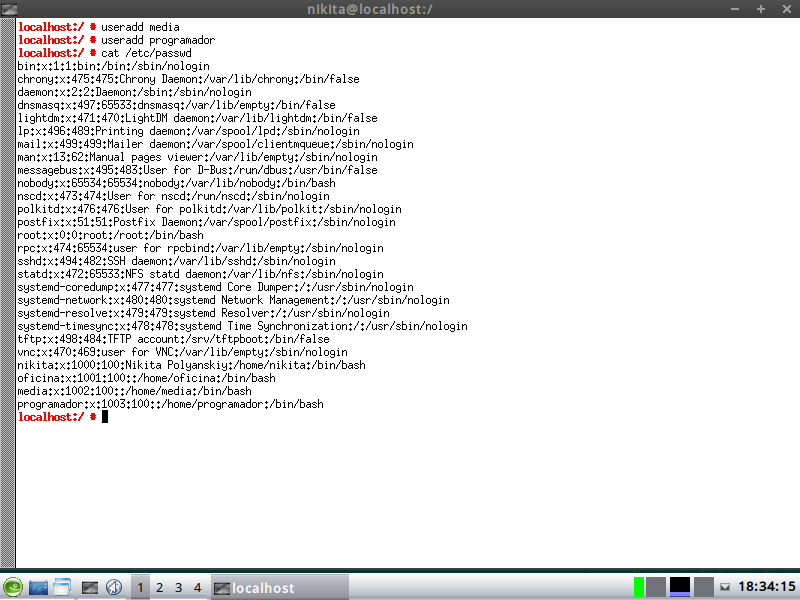 nikita@localhost:/
localhost:/ # useradd media
localhost:/ # useradd programador
localhost:/ # cat /etc/passwd
bin:x:1:1:bin:/bin:/sbin/nologin
chrony:x:475:475:Chrony Daemon:/var/lib/chrony:/bin/false
daemon:x:2:2:Daemon:/sbin:/sbin/nologin
dnsmasq:x:497:65533:dnsmasq:/var/lib/empty:/bin/false
lightdm:x:471:470:LightDM daemon:/var/lib/lightdm:/bin/false
lp:x:496:489:Printing daemon:/var/spool/lpd:/sbin/nologin
mail:x:499:499:Mailer daemon:/var/spool/clientmqueue:/sbin/nologin
man:x:13:62:Manual pages viewer:/var/lib/empty:/sbin/nologin
messagebus:x:495:483:User for D-Bus:/run/dbus:/usr/bin/false
nobody:x:65534:65534:nobody:/var/lib/nobody:/bin/bash
nscd:x:473:474:User for nscd:/run/nscd:/sbin/nologin
polkitd:x:476:476:User for polkitd:/var/lib/polkit:/sbin/nologin
postfix:x:51:51:Postfix Daemon:/var/spool/postfix:/sbin/nologin
root:x:0:0:root:/root:/bin/bash
rpc:x:474:65534:user for rpcbind:/var/lib/empty:/sbin/nologin
sshd:x:494:482:SSH daemon:/var/lib/sshd:/sbin/nologin
statd:x:472:65533:NFS statd daemon:/var/lib/nfs:/sbin/nologin
systemd-coredump:x:477:477:systemd Core Dumper:/:/usr/sbin/nologin
systemd-network:x:480:480:systemd Network Management:/:/usr/sbin/nologin
systemd-resolve:x:479:479:systemd Resolver:/:/usr/sbin/nologin
systemd-timesync:x:478:478:systemd Time Synchronization:/:/usr/sbin/nologin
tftp:x:498:484:TFTP account:/srv/tftpboot:/bin/false
vnc:x:470:469:user for VNC:/var/lib/empty:/sbin/nologin
nikita:x:1000:100:Nikita Polyanskiy:/home/nikita:/bin/bash
oficina:x:1001:100::/home/oficina:/bin/bash
media:x:1002:100::/home/media:/bin/bash
programador:x:1003:100::/home/programador:/bin/bash
localhost:/ #
1 2 3 4 localhost 18:34:15